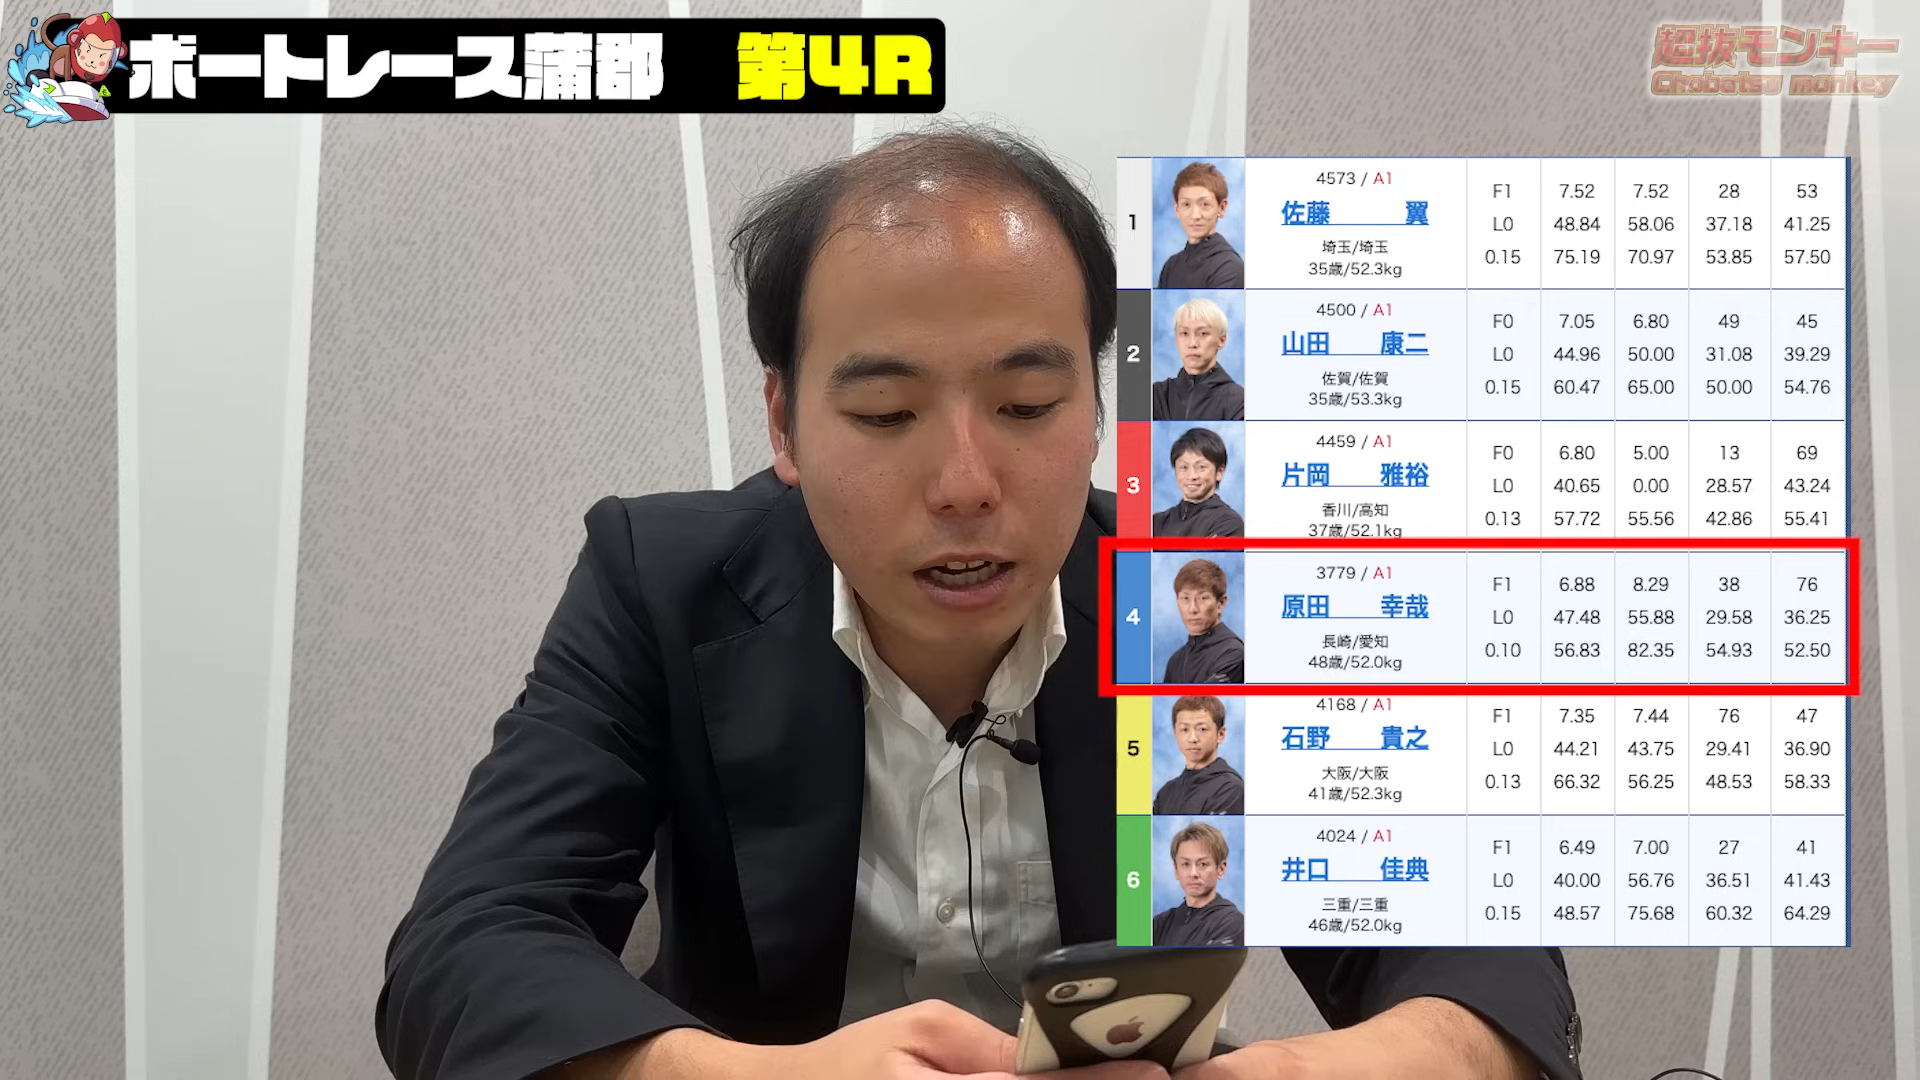 ボートレース蒲郡 第4R
超抜モンキー
Chobatsu monkey
1
4573 / A1
佐藤 翼
埼玉/埼玉
35歳/52.3kg
F1 7.52 7.52 28 53
L0 48.84 58.06 37.18 41.25
0.15 75.19 70.97 53.85 57.50
2
4500 / A1
山田 康二
佐賀/佐賀
35歳/53.3kg
F0 7.05 6.80 49 45
L0 44.96 50.00 31.08 39.29
0.15 60.47 65.00 50.00 54.76
3
4459 / A1
片岡 雅裕
香川/高知
37歳/52.1kg
F0 6.80 5.00 13 69
L0 40.65 0.00 28.57 43.24
0.13 57.72 55.56 42.86 55.41
4
3779 / A1
原田 幸哉
長崎/愛知
48歳/52.0kg
F1 6.88 8.29 38 76
L0 47.48 55.88 29.58 36.25
0.10 56.83 82.35 54.93 52.50
5
4168 / A1
石野 貴之
大阪/大阪
41歳/52.3kg
F1 7.35 7.44 76 47
L0 44.21 43.75 29.41 36.90
0.13 66.32 56.25 48.53 58.33
6
4024 / A1
井口 佳典
三重/三重
46歳/52.0kg
F1 6.49 7.00 27 41
L0 40.00 56.76 36.51 41.43
0.15 48.57 75.68 60.32 64.29